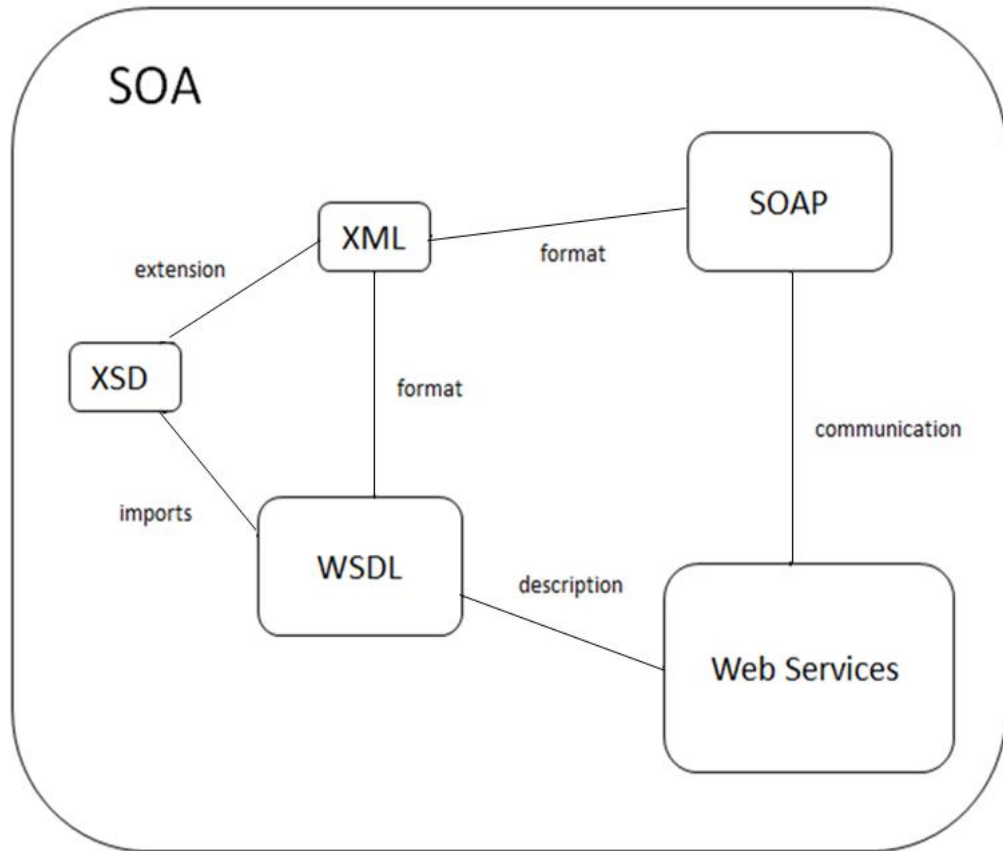 SOA
SOAP
XML
format
extension
XSD
format
communication
imports
WSDL
description
Web Services